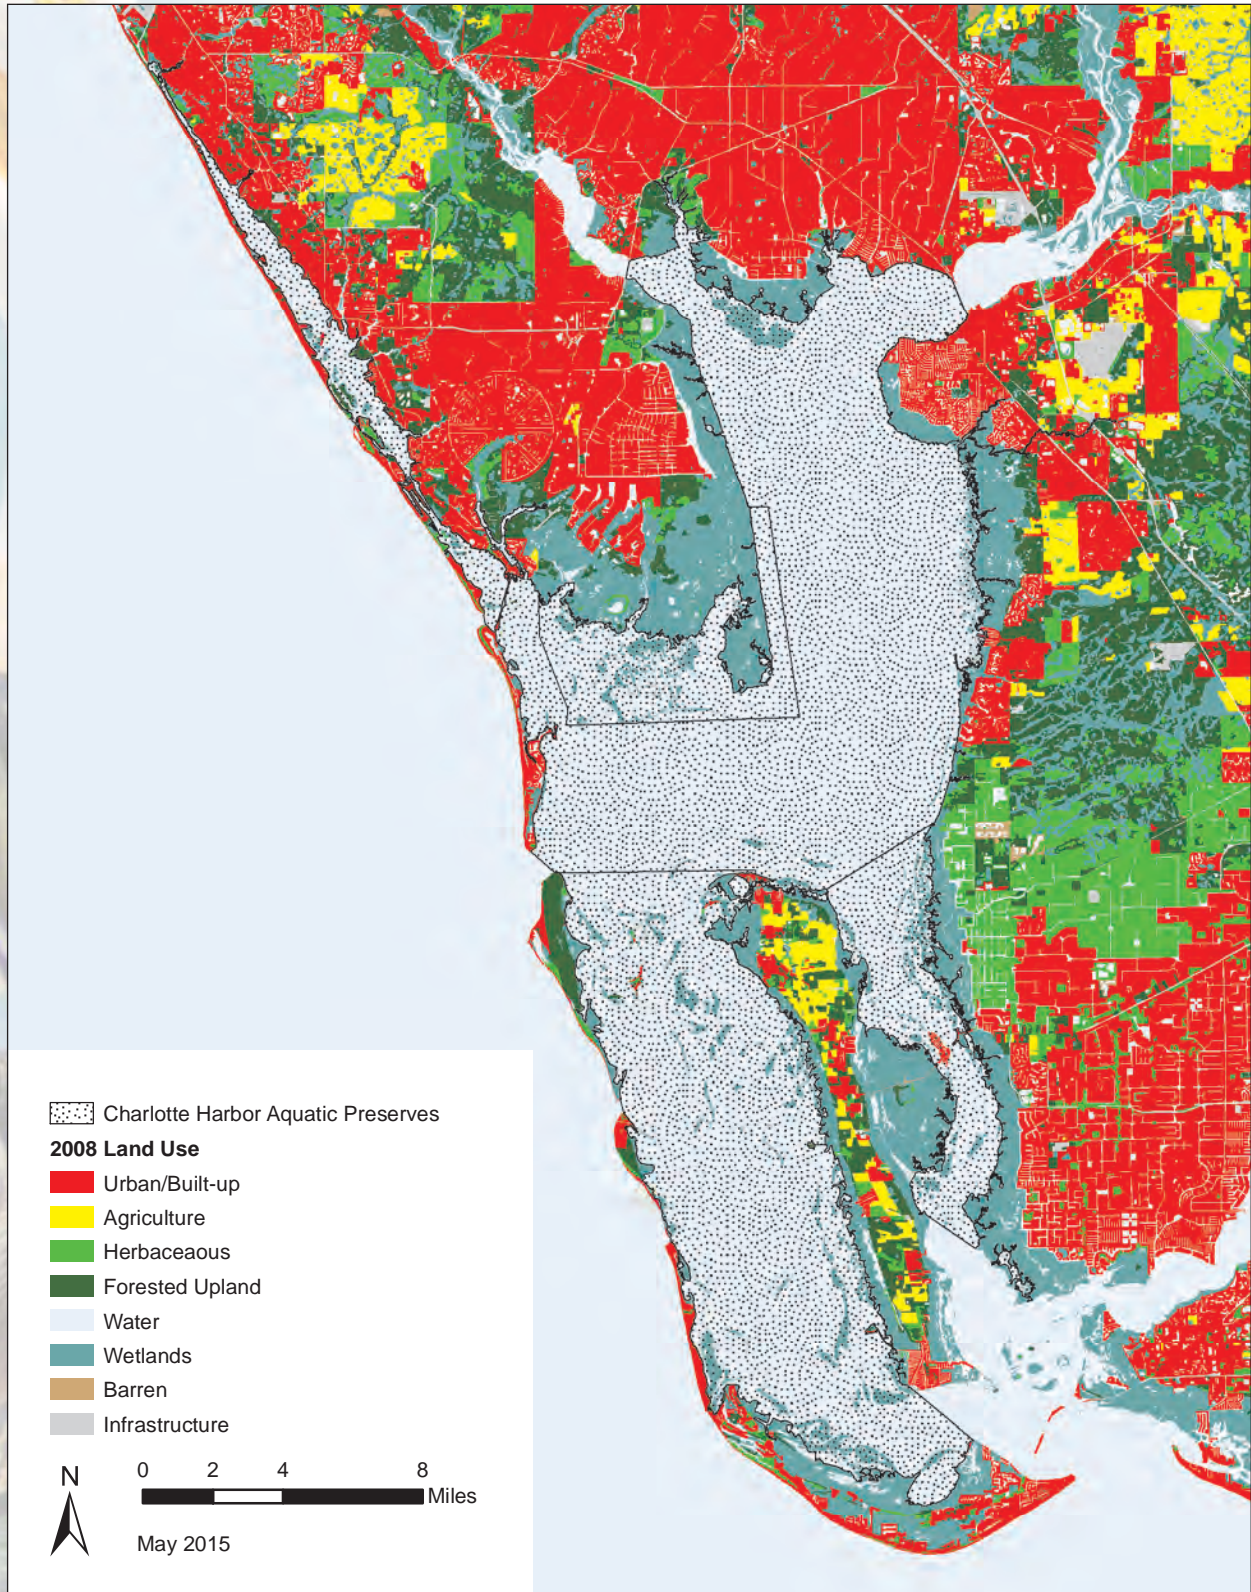 Charlotte Harbor Aquatic Preserves
2008 Land Use
Urban/Built-up
Agriculture
Herbaceaous
Forested Upland
Water
Wetlands
Barren
Infrastructure
N
0 2 4 8
Miles
May 2015